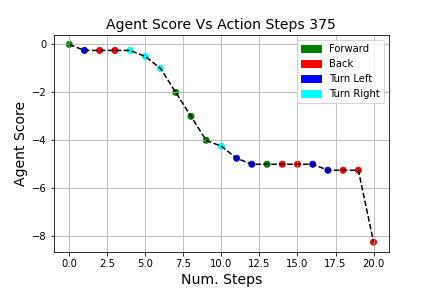 Agent Score Vs Action Steps 375
Forward
Back
Turn Left
Turn Right
Agent Score
0
−2
−4
−6
−8
0.0 2.5 5.0 7.5 10.0 12.5 15.0 17.5 20.0
Num. Steps